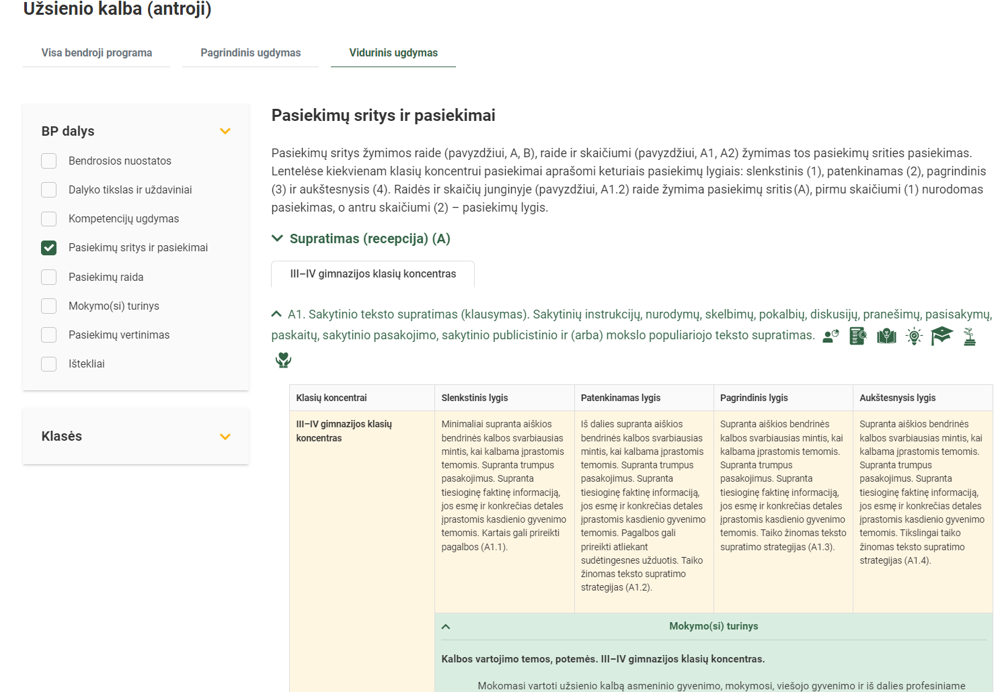 Užsienio kalba (antroji)
Visa bendroji programa
Pagrindinis ugdymas
Vidurinis ugdymas
BP dalys
Bendrosios nuostatos
Dalyko tikslas ir uždaviniai
Kompetencijų ugdymas
Pasiekimų sritys ir pasiekimai
Pasiekimų raida
Mokymo(si) turinys
Pasiekimų vertinimas
Ištekliai
Klasės
Pasiekimų sritys ir pasiekimai
Pasiekimų sritys žymimos raide (pavyzdžiui, A, B), raide ir skaičiumi (pavyzdžiui, A1, A2) žymimas tos pasiekimų srities pasiekimas.
Lentelėse kiekvienam klasių koncentrui pasiekimai aprašomi keturiais pasiekimų lygiais: slenkstinis (1), patenkinamas (2), pagrindinis
(3) ir aukštesnysis (4). Raidės ir skaičių junginyje (pavyzdžiui, A1.2) raide žymima pasiekimų sritis (A), pirmu skaičiumi (1) nurodomas
pasiekimas, o antru skaičiumi (2) – pasiekimų lygis.
Supratimas (recepcija) (A)
III–IV gimnazijos klasių koncentras
A1. Sakytinio teksto supratimas (klausymas). Sakytinių instrukcijų, nurodymų, skelbimų, pokalbių, diskusijų, pranešimų, pasisakymų,
paskaitų, sakytinio pasakojimo, sakytinio publicistinio ir (arba) mokslo populiariojo teksto supratimas.
Klasių koncentrai
Slenkstinis lygis
Patenkinamas lygis
Pagrindinis lygis
Aukštesnysis lygis
III–IV gimnazijos klasių
koncentras
Minimaliai supranta aiškios
bendrinės kalbos svarbiausias
mintis, kai kalbama įprastomis
temomis. Supranta trumpus
pasakojimus. Supranta
tiesioginę faktinę informaciją,
jos esmę ir konkrečias detales
įprastomis kasdienio gyvenimo
temomis. Kartais gali prireikti
pagalbos (A1.1).
Iš dalies supranta aiškios
bendrinės kalbos svarbiausias
mintis, kai kalbama įprastomis
temomis. Supranta trumpus
pasakojimus. Supranta
tiesioginę faktinę informaciją,
jos esmę ir konkrečias detales
įprastomis kasdienio gyvenimo
temomis. Pagalbos gali
prireikti atliekant
sudėtingesnes užduotis. Taiko
žinomas teksto supratimo
strategijas (A1.2).
Supranta aiškios bendrinės
kalbos svarbiausias mintis, kai
kalbama įprastomis temomis.
Supranta trumpus
pasakojimus. Supranta
tiesioginę faktinę informaciją,
jos esmę ir konkrečias detales
įprastomis kasdienio gyvenimo
temomis. Taiko žinomas teksto
supratimo strategijas (A1.3).
Supranta aiškios bendrinės
kalbos svarbiausias mintis, kai
kalbama įprastomis temomis.
Supranta trumpus
pasakojimus. Supranta
tiesioginę faktinę informaciją,
jos esmę ir konkrečias detales
įprastomis kasdienio gyvenimo
temomis. Tikslingai taiko
žinomas teksto supratimo
strategijas (A1.4).
Mokymo(si) turinys
Kalbos vartojimo temos, potemės. III–IV gimnazijos klasių koncentras.
Mokomasi vartoti užsienio kalbą asmeninio gyvenimo, mokymosi, viešojo gyvenimo ir iš dalies profesiniame